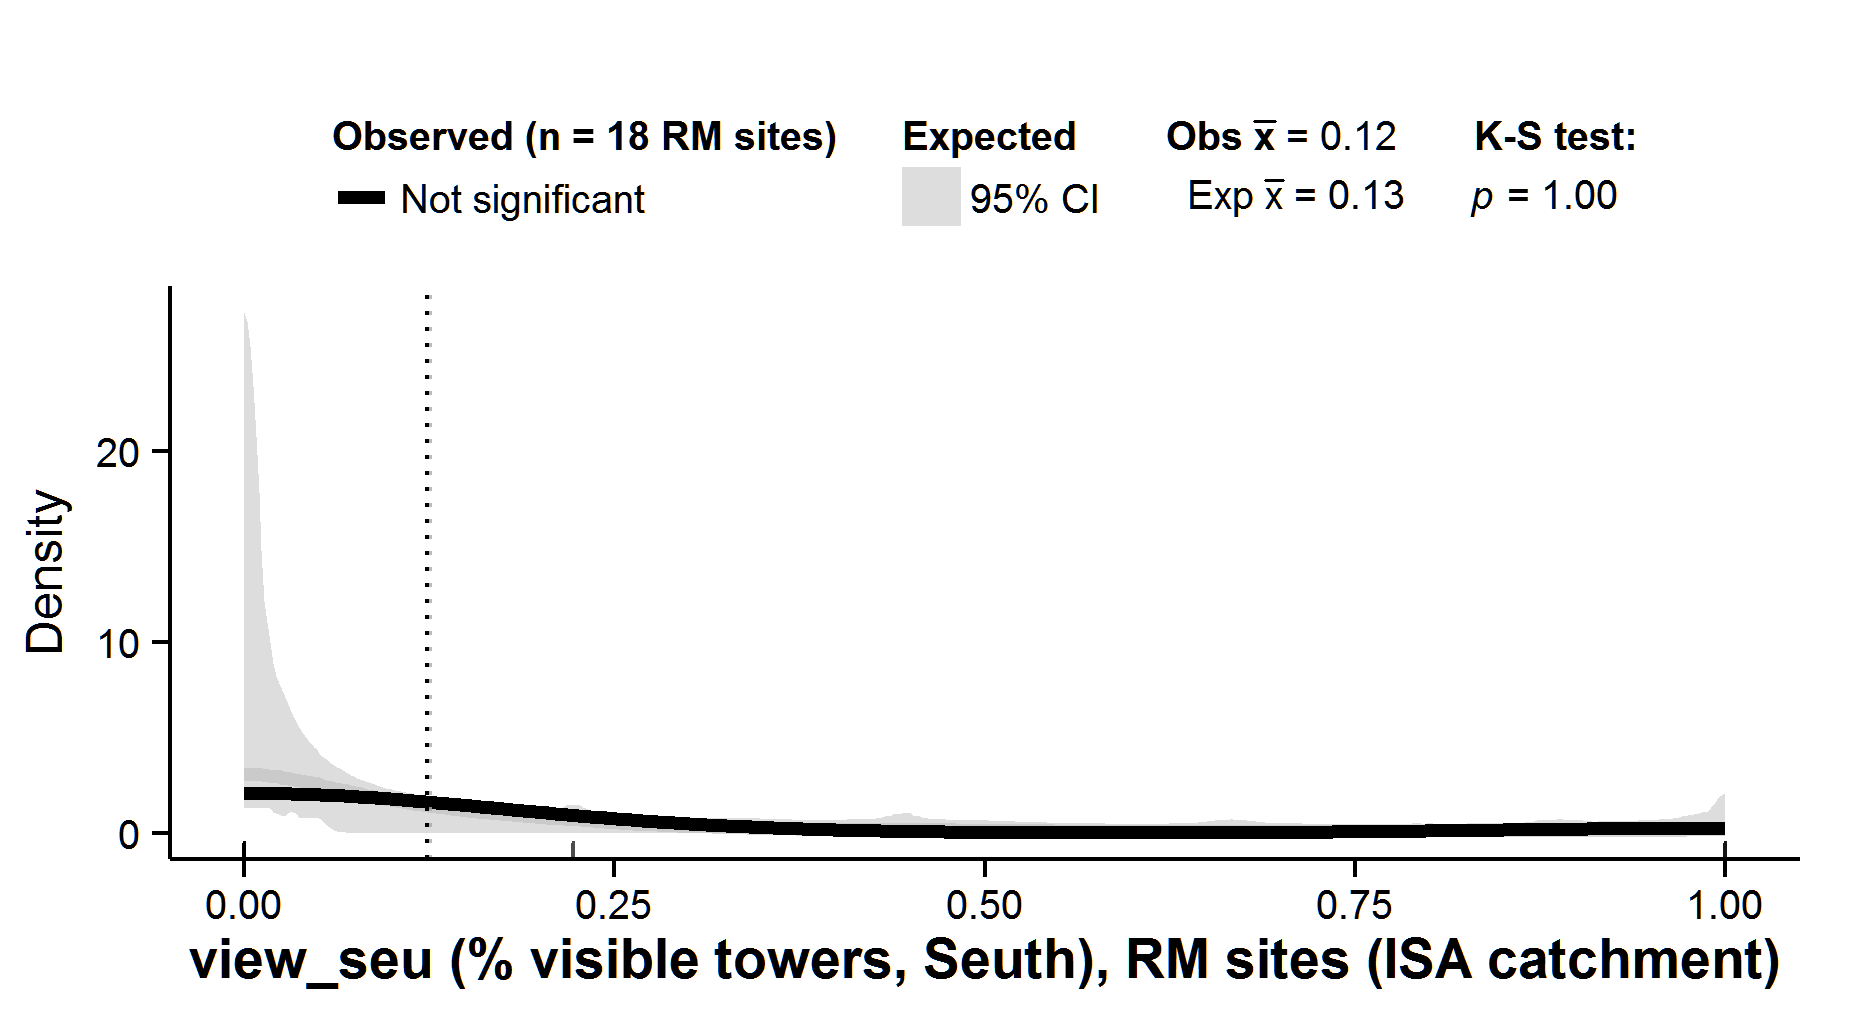 Observed (n = 18 RM sites) Expected Obs x̅ = 0.12 K-S test:
Not significant 95% CI Exp x̅ = 0.13 p = 1.00
Density
20
10
0
0.00 0.25 0.50 0.75 1.00
view_seu (% visible towers, Seuth), RM sites (ISA catchment)